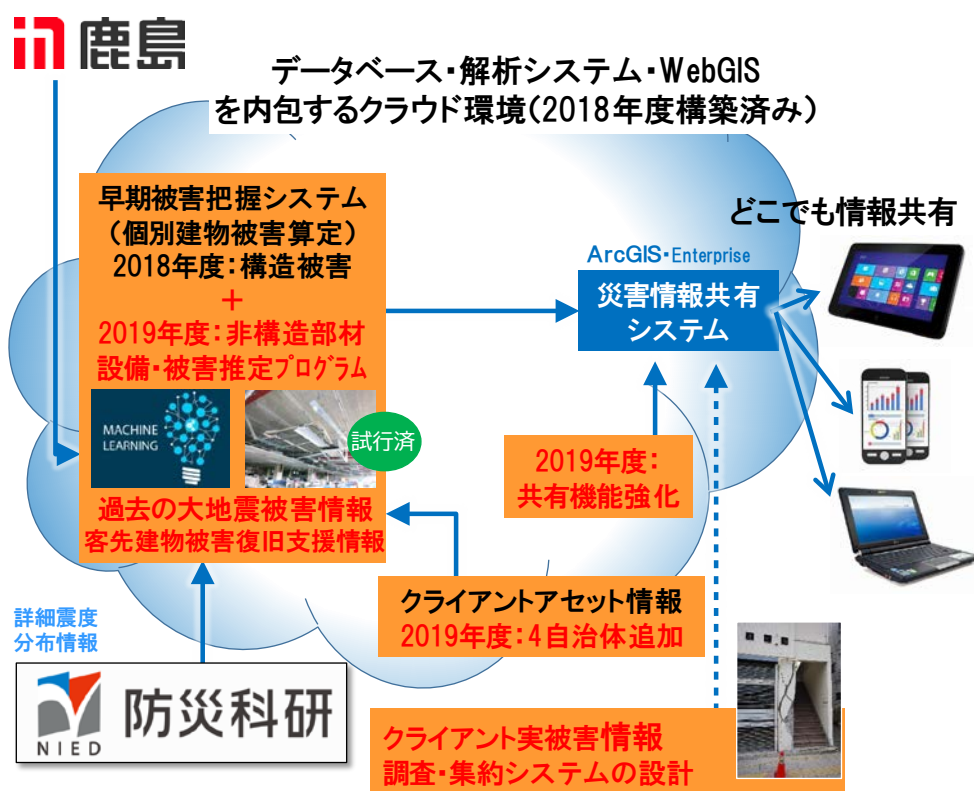 鹿島
データベース・解析システム・WebGIS
を内包するクラウド環境(2018年度構築済み)
早期被害把握システム
(個別建物被害算定)
2018年度:構造被害
+
2019年度:非構造部材
設備・被害推定プログラム
MACHINE
LEARNING
試行済
過去の大地震被害情報
客先建物被害復旧支援情報
どこでも情報共有
ArcGIS・Enterprise
災害情報共有
システム
2019年度:
共有機能強化
クライアントアセット情報
2019年度:4自治体追加
詳細震度
分布情報
防災科研
NIED
クライアント実被害情報
調査・集約システムの設計